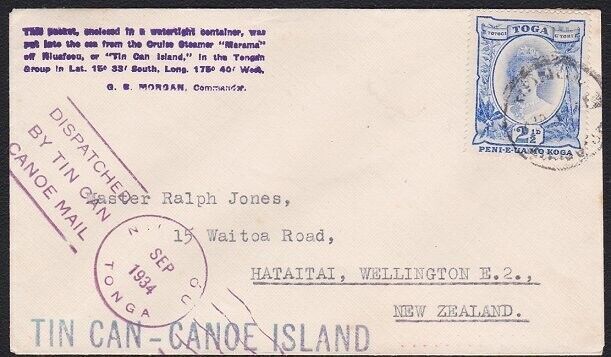 This packet, enclosed in a watertight container, was
put into the sea from the Cruise Steamer "Marama"
off Niuafoou, or "Tin Can Island," in the Tongan
Group in Lat. 15° 33′ South, Long. 175° 40′ West.
G. B. MORGAN, Commander.
TOGA
2½D
PENI-E-UA MO KOGA
DISPATCHED
BY TIN CAN
CANOE MAIL
Master Ralph Jones,
15 Waitoa Road,
HATAITAI, WELLINGTON E.2.,
NEW ZEALAND.
SEP
1934
TONGA
TIN CAN-CANOE ISLAND